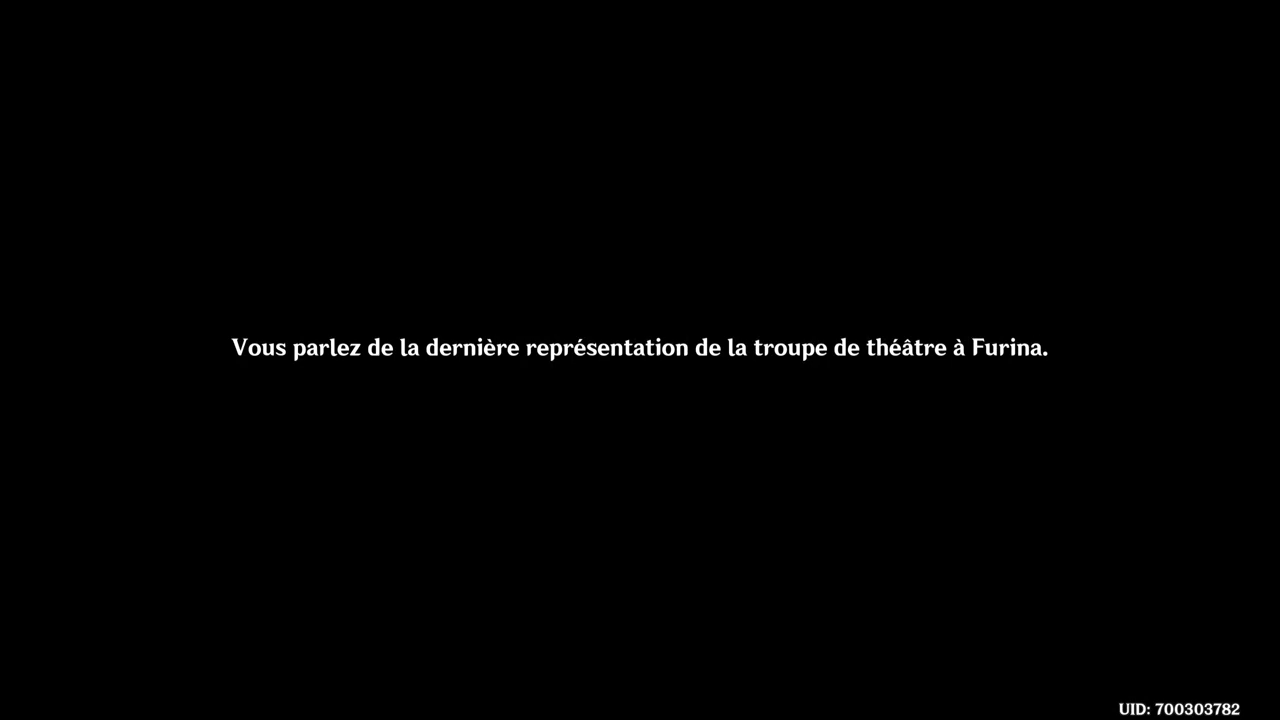 Vous parlez de la dernière représentation de la troupe de théâtre à Furina.
UID: 700303782